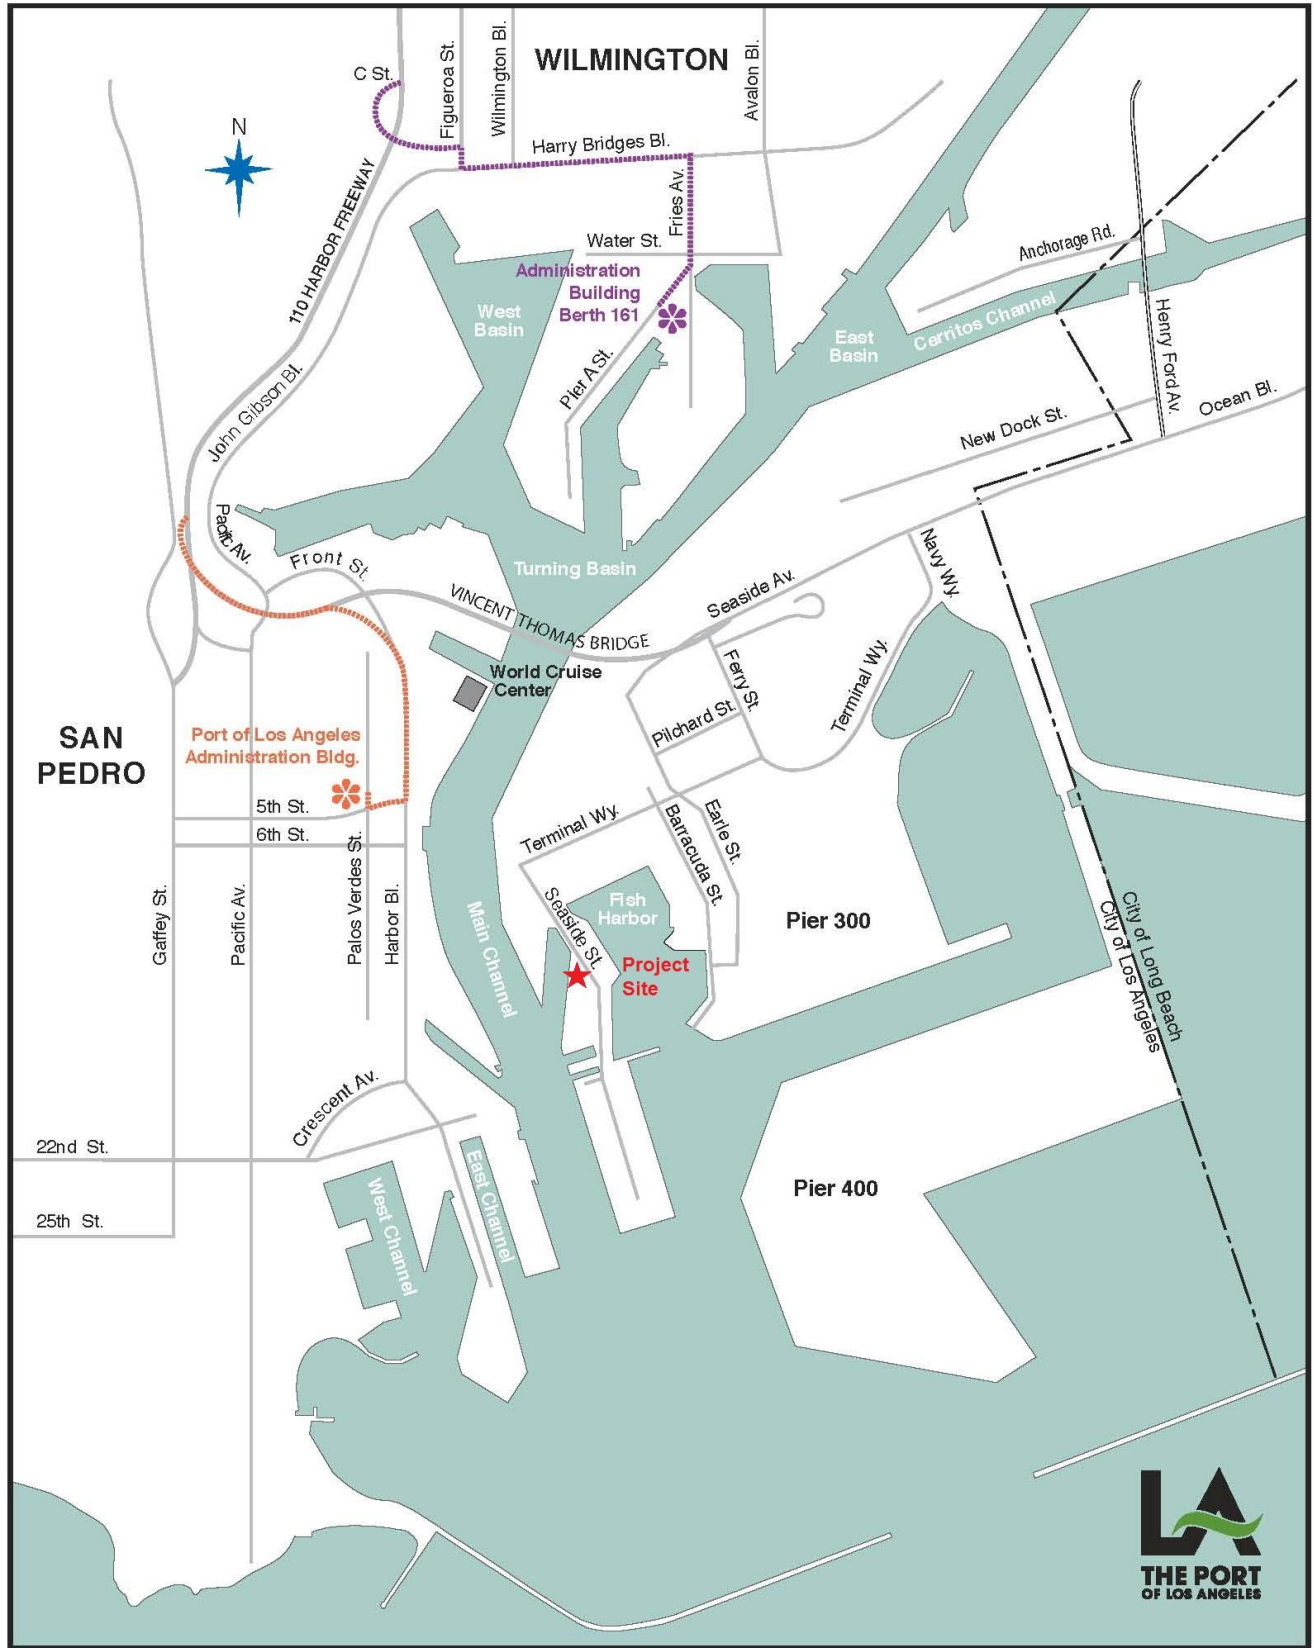 WILMINGTON
C St.
Figueroa St.
Wilmington Bl.
Avalon Bl.
N
Harry Bridges Bl.
110 HARBOR FREEWAY
Fries Av.
Water St.
Anchorage Rd.
Administration
Building
Berth 161
West
Basin
East
Basin
Cerritos Channel
Henry Ford Av.
Pier A St.
John Gibson Bl.
Ocean Bl.
New Dock St.
Pacific Av.
Front St.
Turning Basin
Navy Wy.
Seaside Av.
VINCENT THOMAS BRIDGE
World Cruise
Center
Ferry St.
Terminal Wy.
Pilchard St.
SAN
PEDRO
Port of Los Angeles
Administration Bldg.
5th St.
6th St.
Terminal Wy.
Barracuda St.
Earle St.
Gaffey St.
Pacific Av.
Palos Verdes St.
Harbor Bl.
Main Channel
Seaside St.
Fish
Harbor
Pier 300
Project
Site
City of Long Beach
City of Los Angeles
Crescent Av.
22nd St.
25th St.
West Channel
East Channel
Pier 400
LA
THE PORT
OF LOS ANGELES